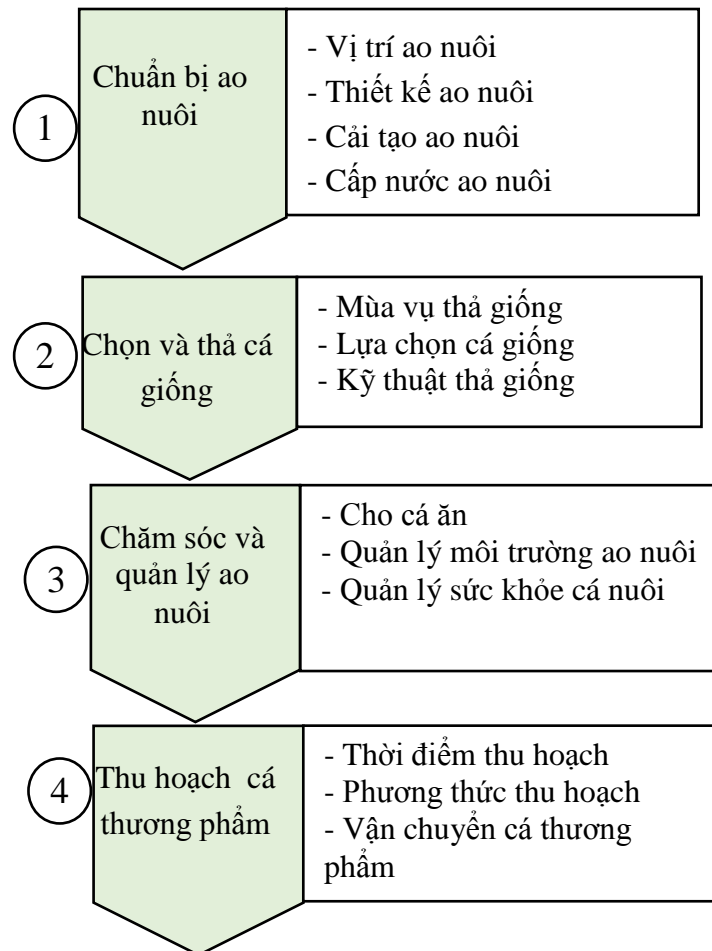 1
Chuẩn bị ao
nuôi
- Vị trí ao nuôi
- Thiết kế ao nuôi
- Cải tạo ao nuôi
- Cấp nước ao nuôi
2
Chọn và thả cá
giống
- Mùa vụ thả giống
- Lựa chọn cá giống
- Kỹ thuật thả giống
3
Chăm sóc và
quản lý ao
nuôi
- Cho cá ăn
- Quản lý môi trường ao nuôi
- Quản lý sức khỏe cá nuôi
4
Thu hoạch cá
thương phẩm
- Thời điểm thu hoạch
- Phương thức thu hoạch
- Vận chuyển cá thương
phẩm